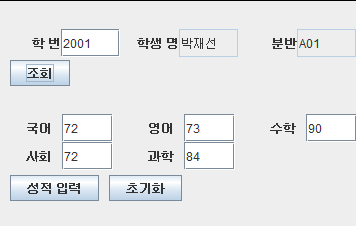 학 번 2001 학생 명 박재선 분반 A01
조회
국어 72 영어 73 수학 90
사회 72 과학 84
성적 입력 초기화